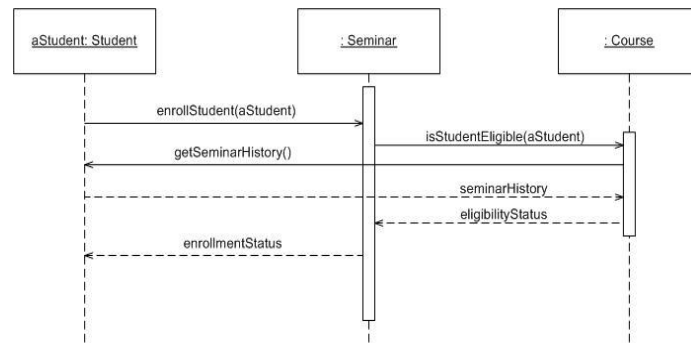 aStudent: Student
: Seminar
: Course
enrollStudent(aStudent)
isStudentEligible(aStudent)
getSeminarHistory()
seminarHistory
eligibilityStatus
enrollmentStatus